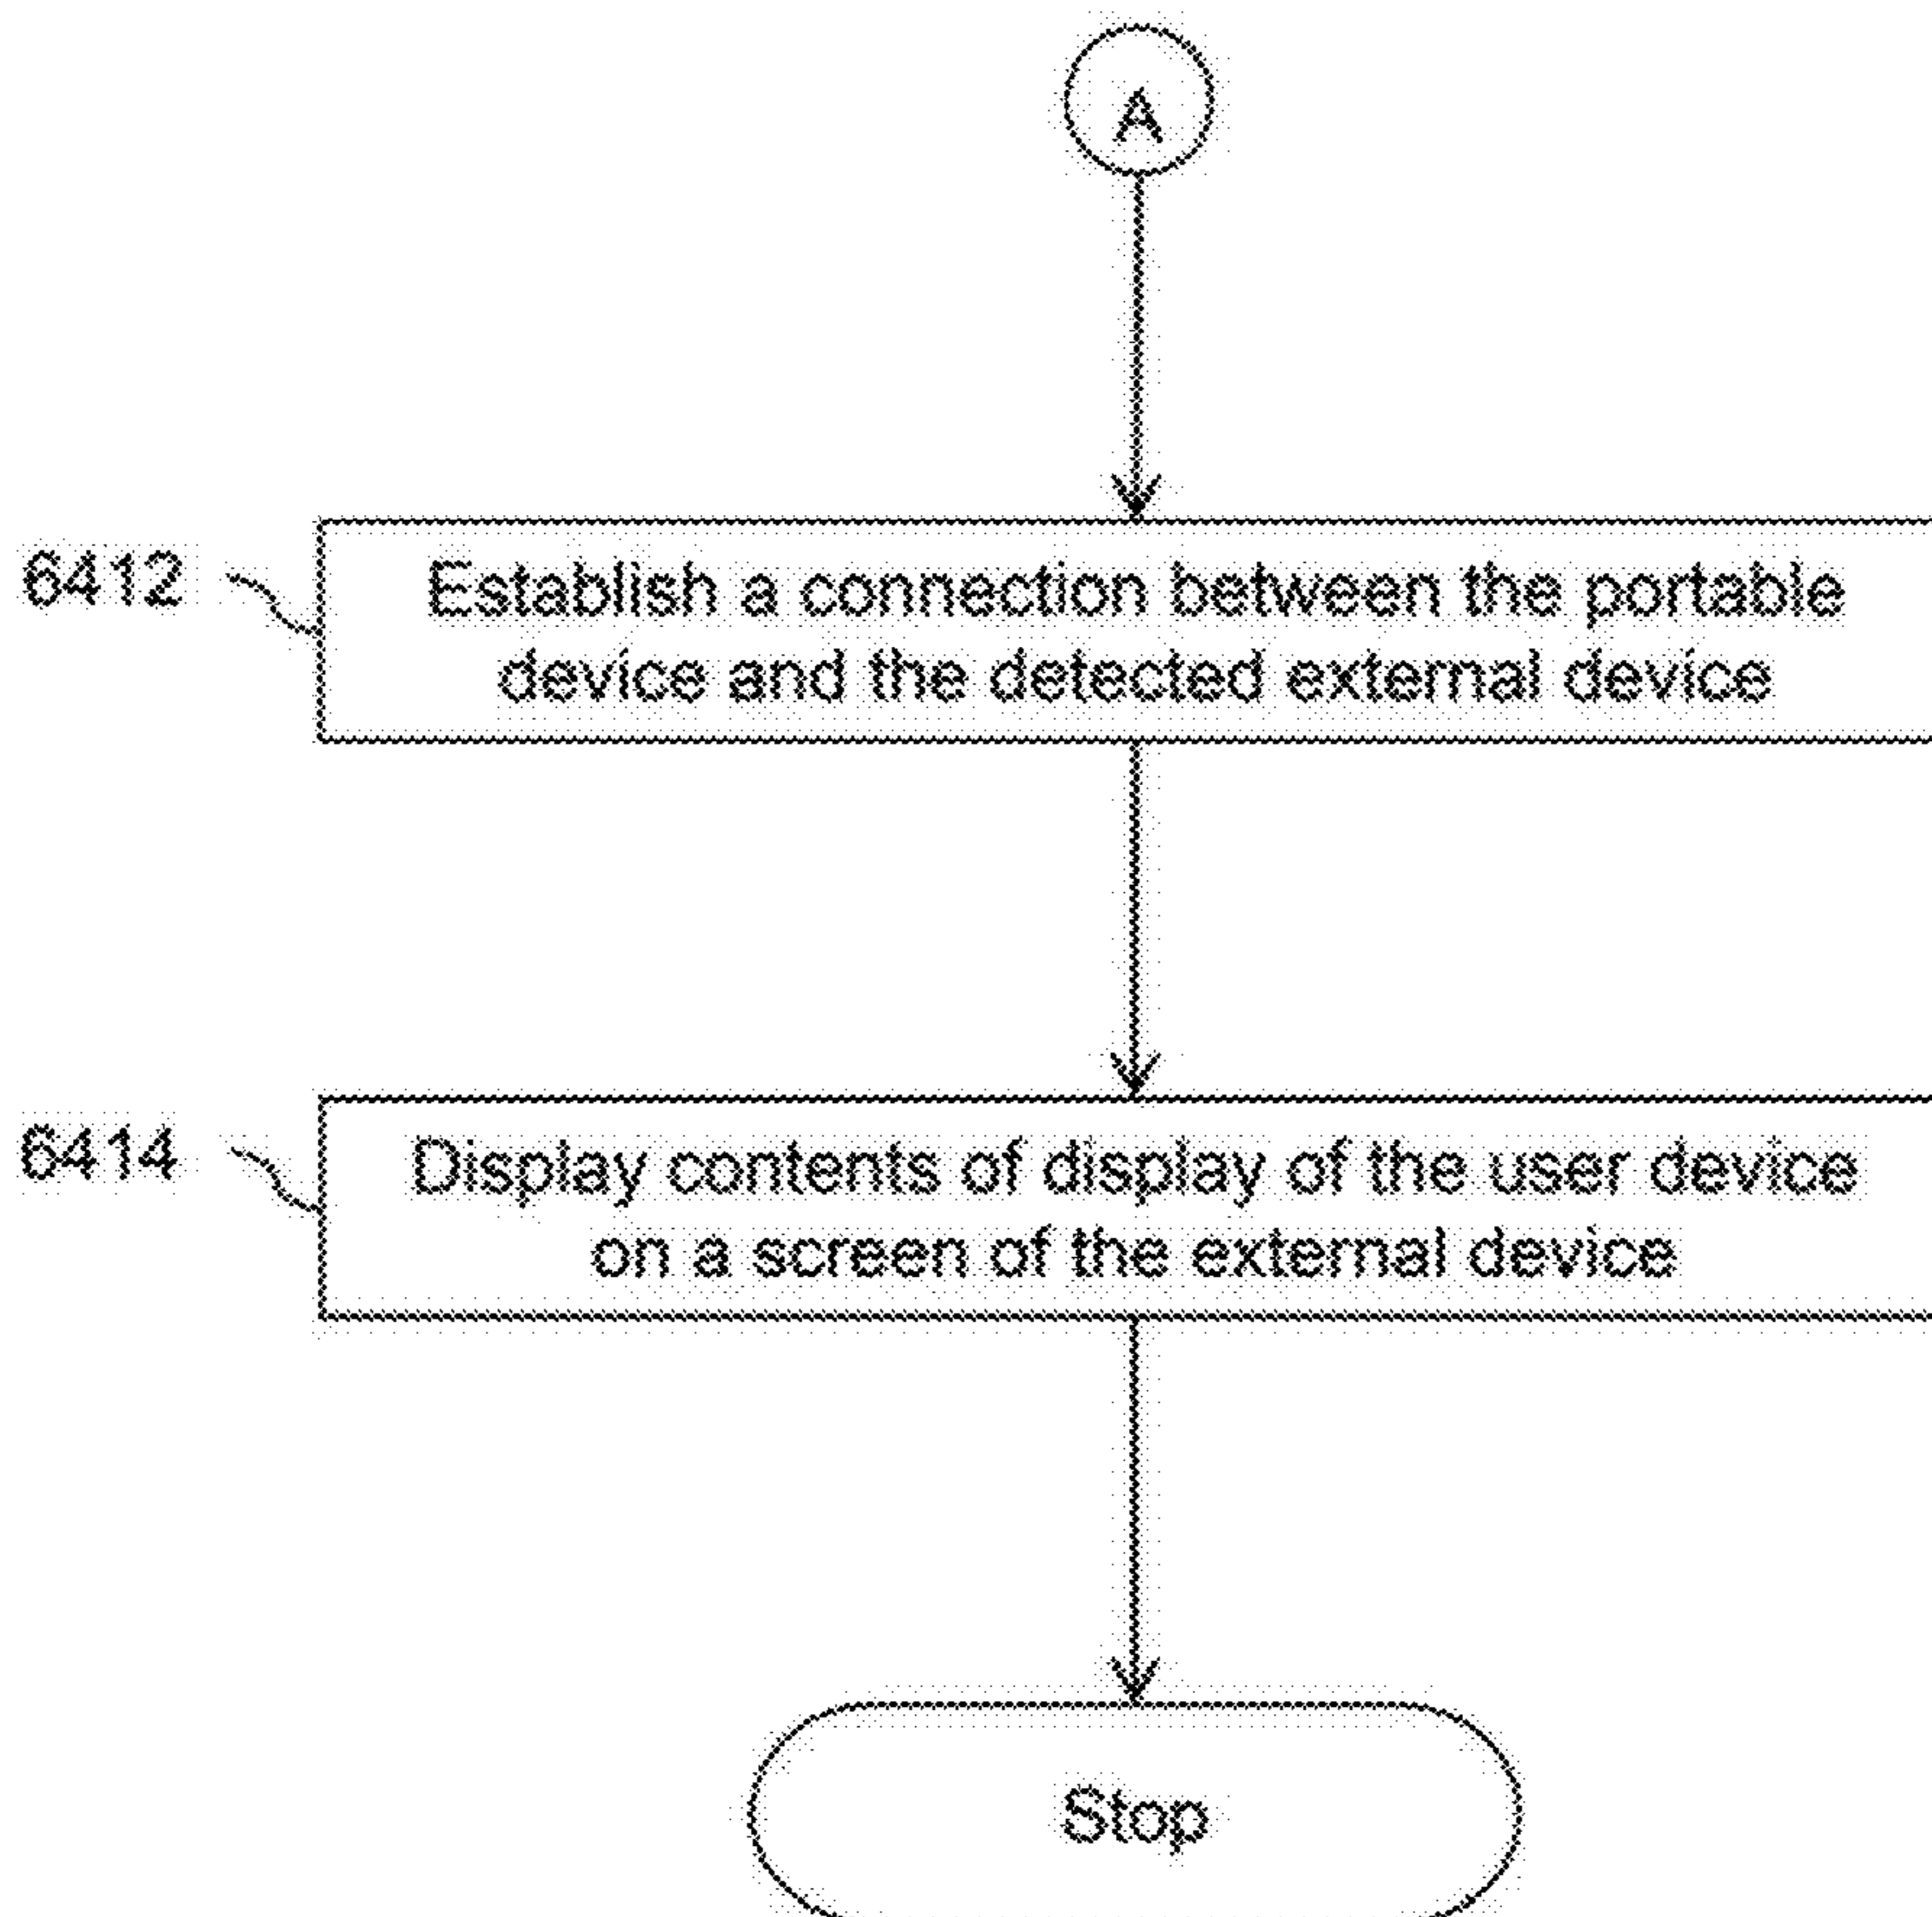 A
6412
Establish a connection between the portable
device and the detected external device
6414
Display contents of display of the user device
on a screen of the external device
Stop